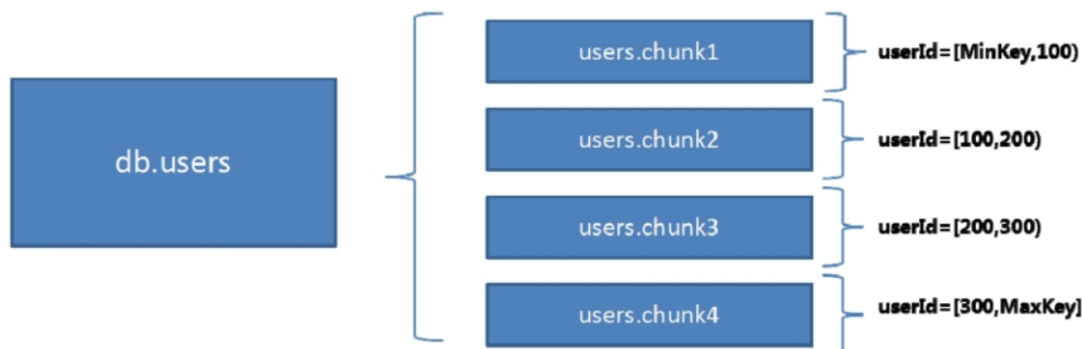 db.users
users.chunk1
userId=[MinKey,100)
users.chunk2
userId=[100,200)
users.chunk3
userId=[200,300)
users.chunk4
userId=[300,MaxKey]